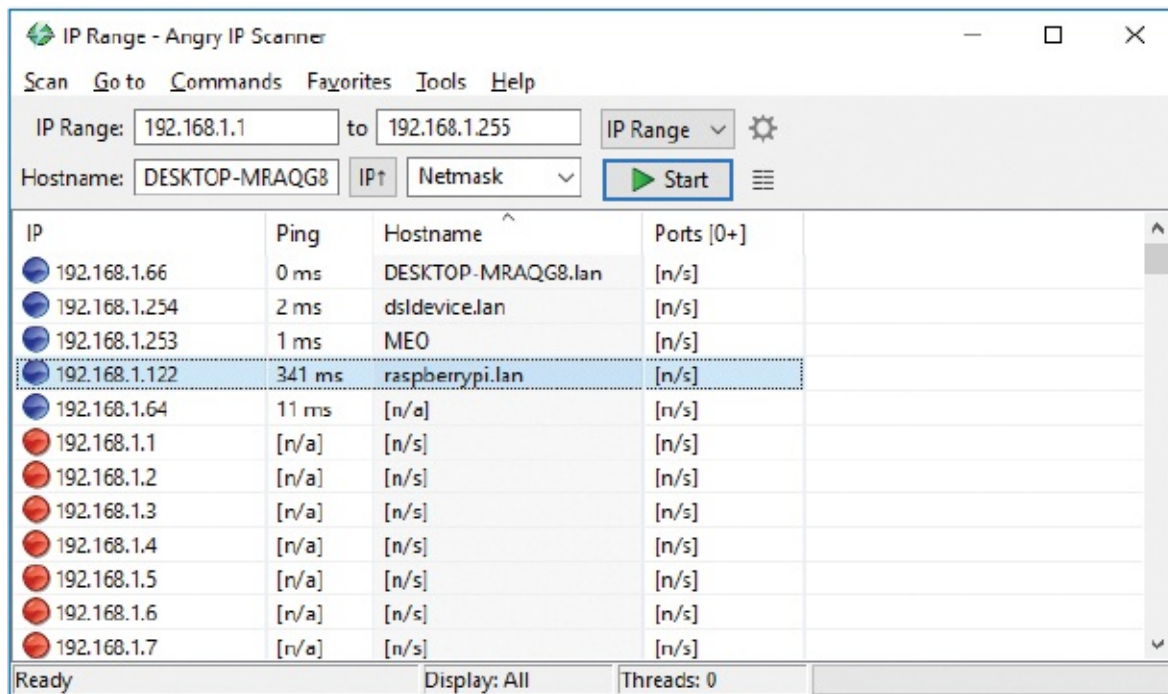 IP Range - Angry IP Scanner
Scan Go to Commands Favorites Tools Help
IP Range: 192.168.1.1 to 192.168.1.255 IP Range
Hostname: DESKTOP-MRAQG8 IP↑ Netmask Start
IP Ping Hostname Ports [0+]
192.168.1.66 0 ms DESKTOP-MRAQG8.lan [n/s]
192.168.1.254 2 ms dsldevice.lan [n/s]
192.168.1.253 1 ms MEO [n/s]
192.168.1.122 341 ms raspberrypi.lan [n/s]
192.168.1.64 11 ms [n/a] [n/s]
192.168.1.1 [n/a] [n/s] [n/s]
192.168.1.2 [n/a] [n/s] [n/s]
192.168.1.3 [n/a] [n/s] [n/s]
192.168.1.4 [n/a] [n/s] [n/s]
192.168.1.5 [n/a] [n/s] [n/s]
192.168.1.6 [n/a] [n/s] [n/s]
192.168.1.7 [n/a] [n/s] [n/s]
Ready Display: All Threads: 0